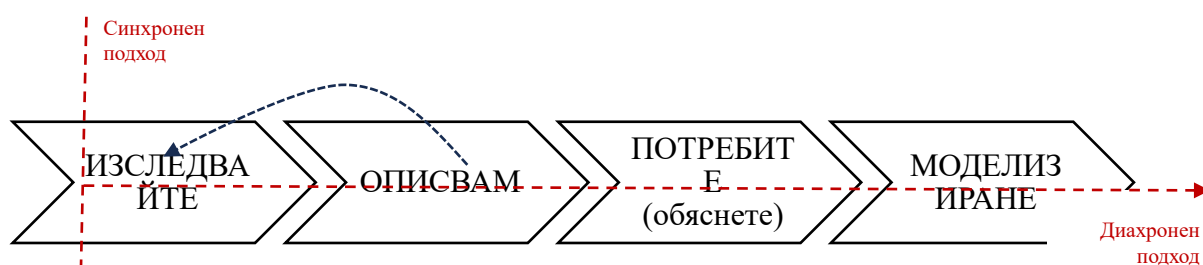 Синхронен
подход
ИЗСЛЕДВА
ЙТЕ
ОПИСВАМ
ПОТРЕБИТ
Е
(обяснете)
МОДЕЛИЗ
ИРАНЕ
Диахронен
подход